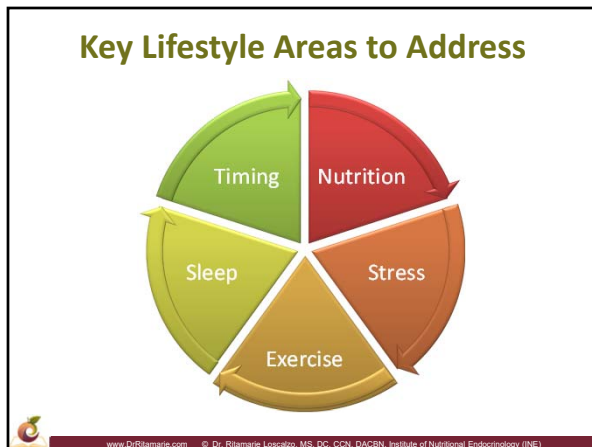 Key Lifestyle Areas to Address
Timing
Nutrition
Sleep
Stress
Exercise
www.DrRitamarie.com © Dr. Ritamarie Loscalzo, MS, DC, CCN, DACBN, Institute of Nutritional Endocrinology (INE)